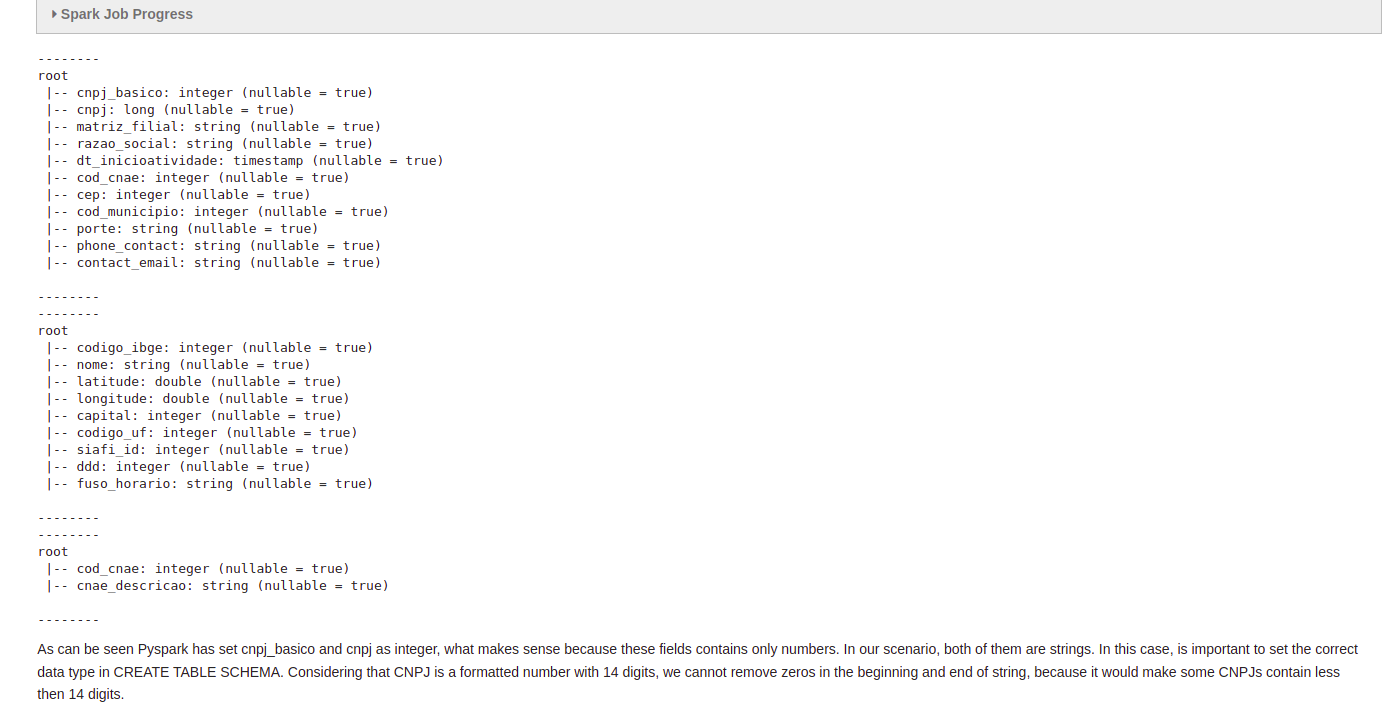 Spark Job Progress
--------
root
 |-- cnpj_basico: integer (nullable = true)
 |-- cnpj: long (nullable = true)
 |-- matriz_filial: string (nullable = true)
 |-- razao_social: string (nullable = true)
 |-- dt_inicioatividade: timestamp (nullable = true)
 |-- cod_cnae: integer (nullable = true)
 |-- cep: integer (nullable = true)
 |-- cod_municipio: integer (nullable = true)
 |-- porte: string (nullable = true)
 |-- phone_contact: string (nullable = true)
 |-- contact_email: string (nullable = true)
--------
--------
root
 |-- codigo_ibge: integer (nullable = true)
 |-- nome: string (nullable = true)
 |-- latitude: double (nullable = true)
 |-- longitude: double (nullable = true)
 |-- capital: integer (nullable = true)
 |-- codigo_uf: integer (nullable = true)
 |-- siafi_id: integer (nullable = true)
 |-- ddd: integer (nullable = true)
 |-- fuso_horario: string (nullable = true)
--------
--------
root
 |-- cod_cnae: integer (nullable = true)
 |-- cnae_descricao: string (nullable = true)
--------
As can be seen Pyspark has set cnpj_basico and cnpj as integer, what makes sense because these fields contains only numbers. In our scenario, both of them are strings. In this case, is important to set the correct
data type in CREATE TABLE SCHEMA. Considering that CNPJ is a formatted number with 14 digits, we cannot remove zeros in the beginning and end of string, because it would make some CNPJs contain less
then 14 digits.